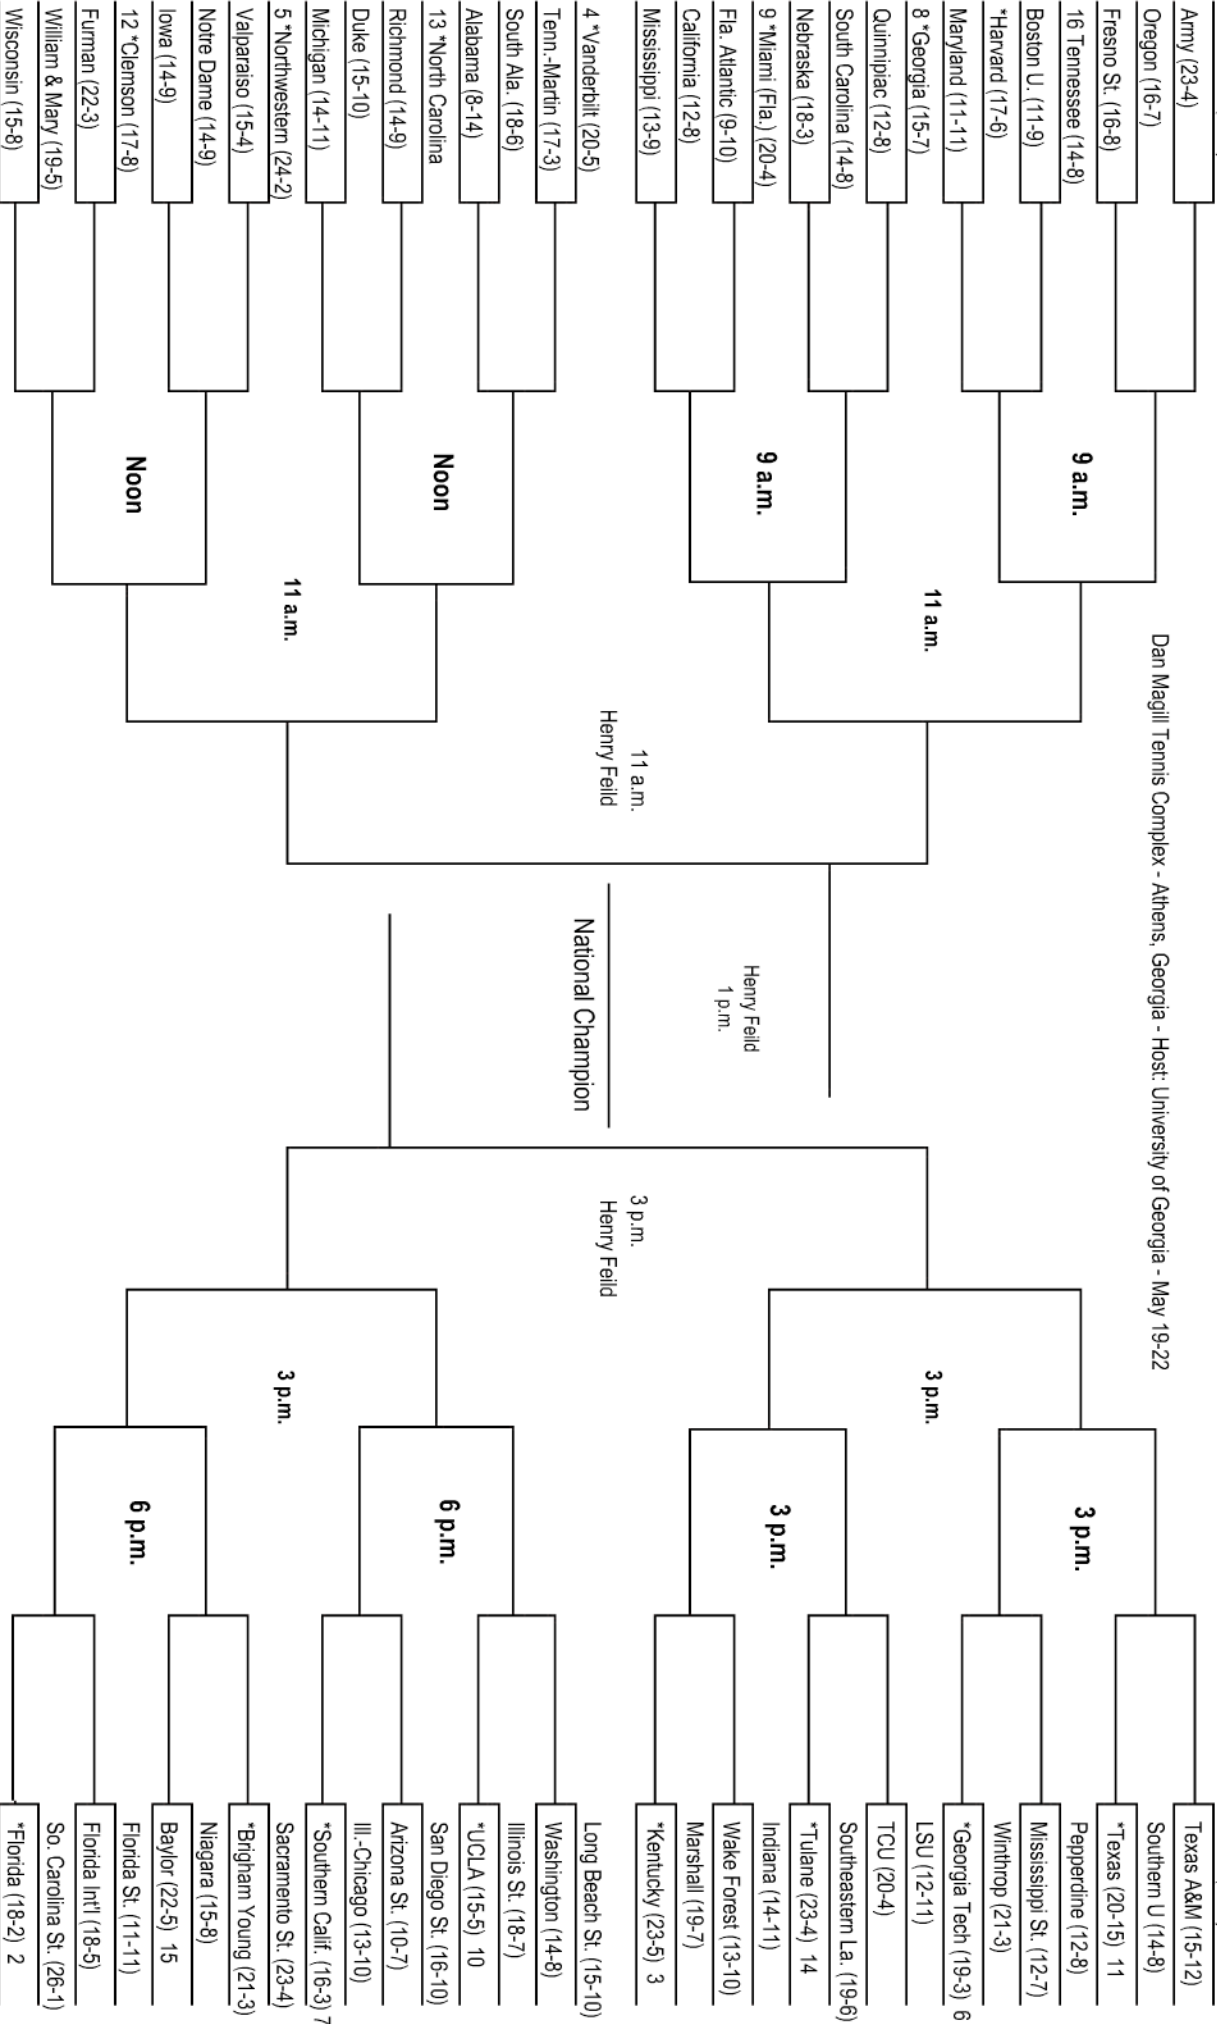 Army (23-4)
Oregon (16-7)
Fresno St. (16-8)
16 Tennessee (14-8)
Boston U. (11-9)
*Harvard (17-6)
Maryland (11-11)
8 *Georgia (15-7)
Quinnipiac (12-8)
South Carolina (14-8)
Nebraska (18-3)
9 *Miami (Fla.) (20-4)
Fla. Atlantic (9-10)
California (12-8)
Mississippi (13-9)
4 *Vanderbilt (20-5)
Tenn.-Martin (17-3)
South Ala. (18-6)
Alabama (8-14)
13 *North Carolina
Richmond (14-9)
Duke (15-10)
Michigan (14-11)
5 *Northwestern (24-2)
Valparaiso (15-4)
Notre Dame (14-9)
Iowa (14-9)
12 *Clemson (17-8)
Furman (22-3)
William & Mary (19-5)
Wisconsin (15-8)
9 a.m.
9 a.m.
Noon
Noon
11 a.m.
11 a.m.
Dan Magill Tennis Complex - Athens, Georgia - Host: University of Georgia - May 19-22
11 a.m.
Henry Feild
Henry Feild
1 p.m.
National Champion
3 p.m.
Henry Feild
3 p.m.
3 p.m.
3 p.m.
3 p.m.
6 p.m.
6 p.m.
Texas A&M (15-12)
Southern U (14-8)
*Texas (20-15) 11
Pepperdine (12-8)
Mississippi St. (12-7)
Winthrop (21-3)
*Georgia Tech (19-3) 6
LSU (12-11)
TCU (20-4)
Southeastern La. (19-6)
*Tulane (23-4) 14
Indiana (14-11)
Wake Forest (13-10)
Marshall (19-7)
*Kentucky (23-5) 3
Long Beach St. (15-10)
Washington (14-8)
Illinois St. (18-7)
*UCLA (15-5) 10
San Diego St. (16-10)
Arizona St. (10-7)
Ill.-Chicago (13-10)
*Southern Calif. (16-3) 7
Sacramento St. (23-4)
*Brigham Young (21-3)
Niagara (15-8)
Baylor (22-5) 15
Florida St. (11-11)
Florida Int'l (18-5)
So. Carolina St. (26-1)
*Florida (18-2) 2